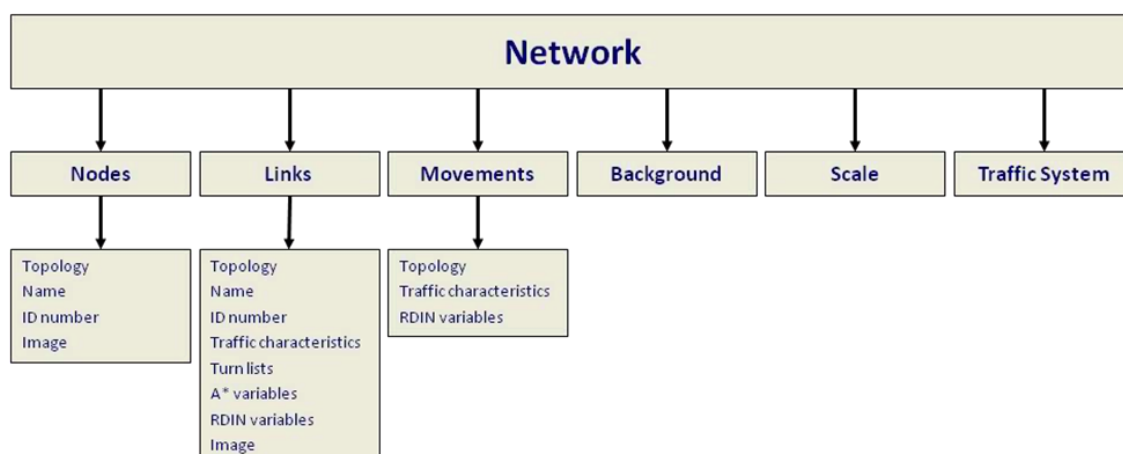 Network
Nodes
Links
Movements
Background
Scale
Traffic System
Topology
Name
ID number
Image
Topology
Name
ID number
Traffic characteristics
Turn lists
A* variables
RDIN variables
Image
Topology
Traffic characteristics
RDIN variables